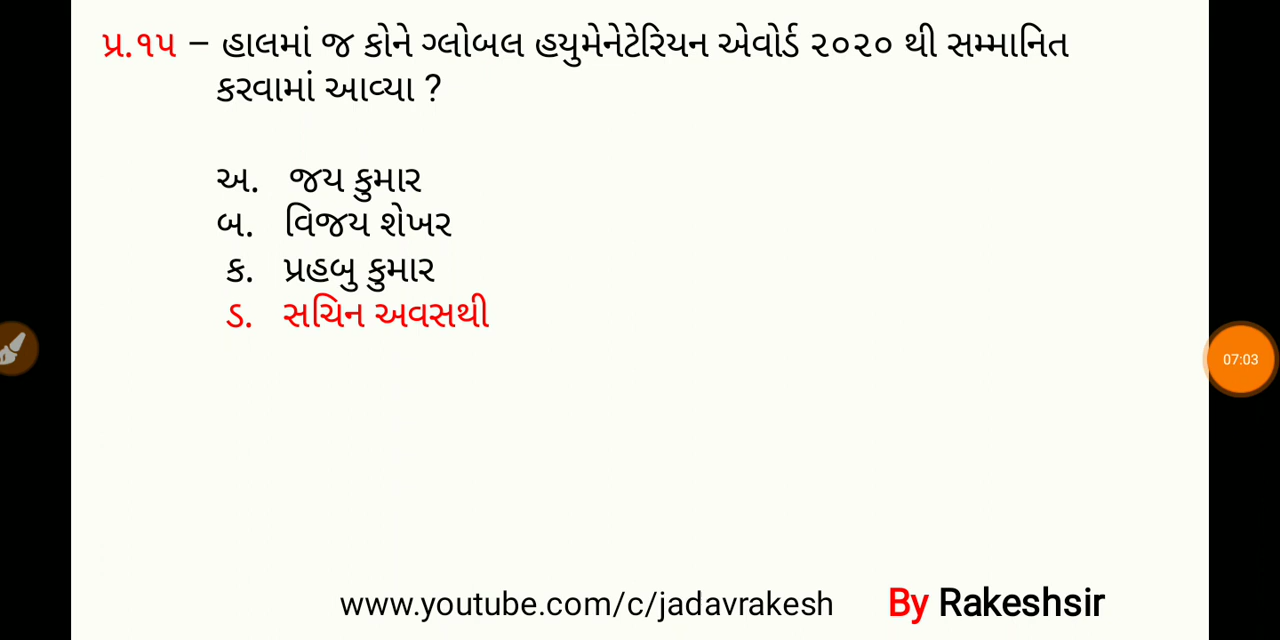 પ્ર.૧૫ – હાલમાં જ કોને ગ્લોબલ હયુમેનેટેરિયન એવોર્ડ ૨૦૨૦ થી સમ્માનિત
કરવામાં આવ્યા ?
અ. જય કુમાર
બ. વિજય શેખર
ક. પ્રહબુ કુમાર
ડ. સચિન અવસથી
07:03
www.youtube.com/c/jadavrakesh By Rakeshsir